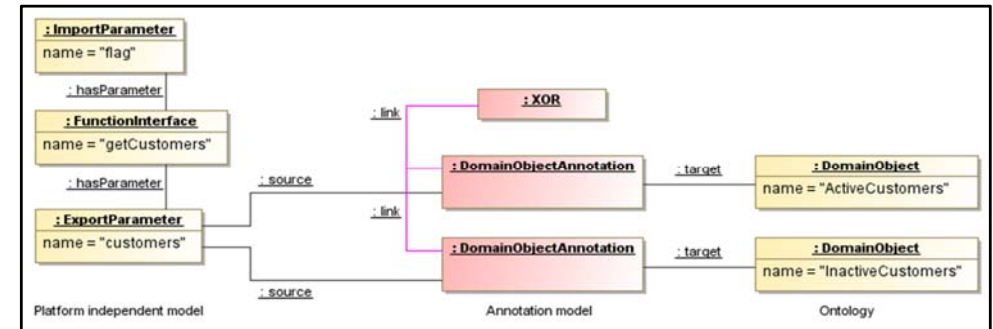 : ImportParameter
name = "flag"
: hasParameter
: FunctionInterface
name = "getCustomers"
: hasParameter
: ExportParameter
name = "customers"
Platform independent model
: source
: source
: link
: link
: XOR
: DomainObjectAnnotation
: DomainObjectAnnotation
Annotation model
: target
: target
: DomainObject
name = "ActiveCustomers"
: DomainObject
name = "InactiveCustomers"
Ontology